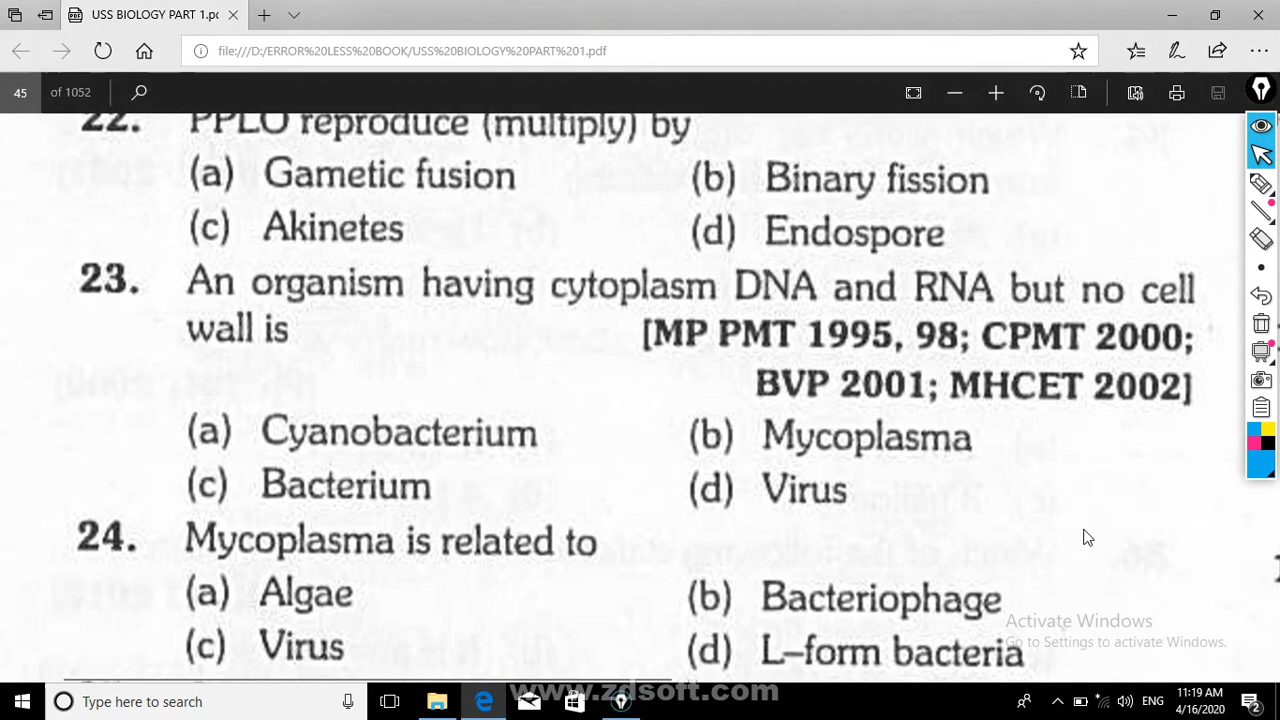 USS BIOLOGY PART 1.pc
file:///D:/ERROR%20LESS%20BOOK/USS%20BIOLOGY%20PART%201.pdf
45 of 1052
22. PPLO reproduce (multiply) by
(a) Gametic fusion (b) Binary fission
(c) Akinetes (d) Endospore
23. An organism having cytoplasm DNA and RNA but no cell
wall is [MP PMT 1995, 98; CPMT 2000;
BVP 2001; MHCET 2002]
(a) Cyanobacterium (b) Mycoplasma
(c) Bacterium (d) Virus
24. Mycoplasma is related to
(a) Algae (b) Bacteriophage
(c) Virus (d) L–form bacteria
Activate Windows
Go to Settings to activate Windows.
www.zdsoft.com
Type here to search
ENG
11:19 AM
4/16/2020
2